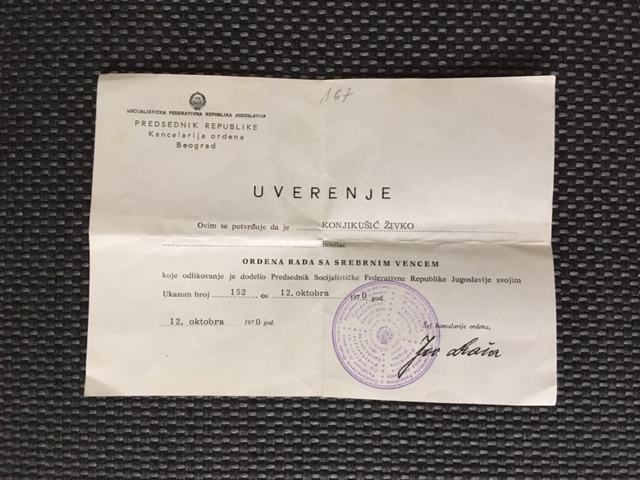 167
SOCIJALISTIČKA FEDERATIVNA REPUBLIKA JUGOSLAVIJA
PREDSEDNIK REPUBLIKE
Kancelarija ordena
Beograd
UVERENJE
Ovim se potvrđuje da je KONJIKUŠIĆ ŽIVKO
nosilac
ORDENA RADA SA SREBRNIM VENCEM
koje odlikovanje je dodelio Predsednik Socijalističke Federativne Republike Jugoslavije svojim
Ukazom broj 152 od 12. oktobra 1970 god.
12. oktobra 1970 god.
Šef kancelarije ordena,